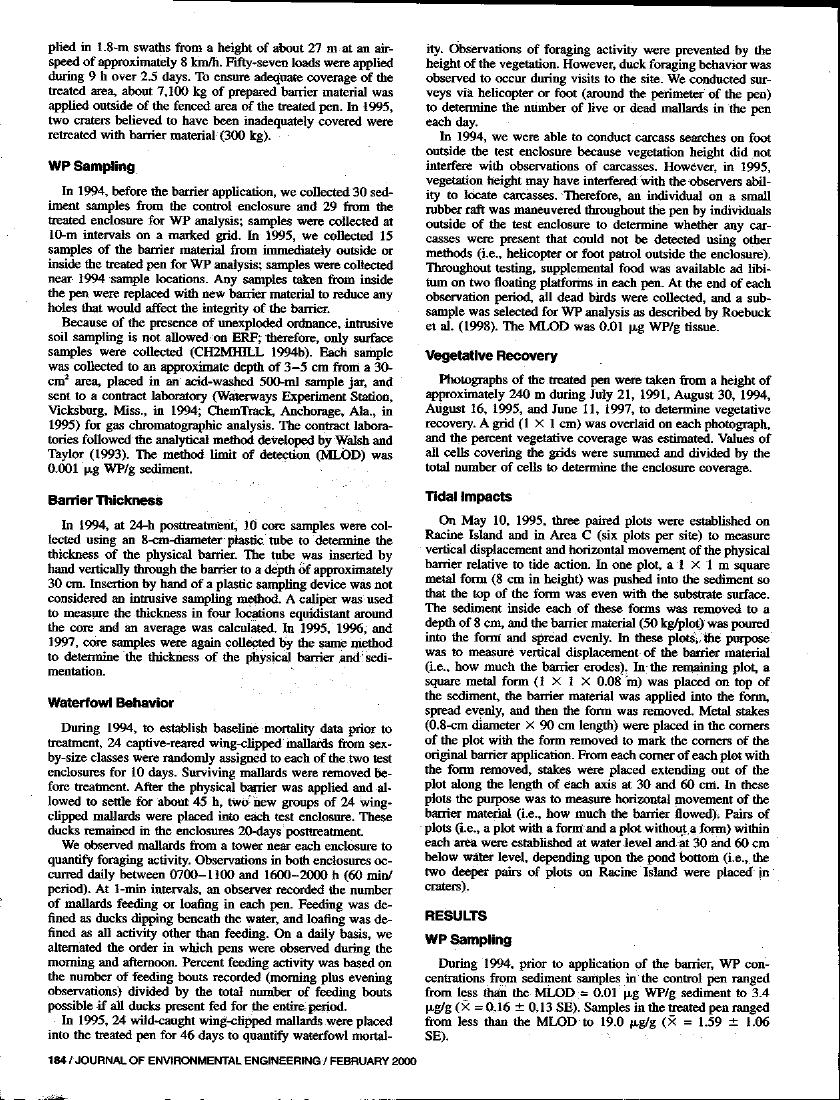 plied in 1.8-m swaths from a height of about 27 m at an air-
speed of approximately 8 km/h. Fifty-seven loads were applied
during 9 h over 2.5 days. To ensure adequate coverage of the
treated area, about 7,100 kg of prepared barrier material was
applied outside of the fenced area of the treated pen. In 1995,
two craters believed to have been inadequately covered were
retreated with barrier material (300 kg).
WP Sampling
In 1994, before the barrier application, we collected 30 sed-
iment samples from the control enclosure and 29 from the
treated enclosure for WP analysis; samples were collected at
10-m intervals on a marked grid. In 1995, we collected 15
samples of the barrier material from immediately outside or
inside the treated pen for WP analysis; samples were collected
near 1994 sample locations. Any samples taken from inside
the pen were replaced with new barrier material to reduce any
holes that would affect the integrity of the barrier.
Because of the presence of unexploded ordnance, intrusive
soil sampling is not allowed on ERF; therefore, only surface
samples were collected (CH2MHILL 1994b). Each sample
was collected to an approximate depth of 3–5 cm from a 30-
cm² area, placed in an acid-washed 500-ml sample jar, and
sent to a contract laboratory (Waterways Experiment Station,
Vicksburg, Miss., in 1994; ChemTrack, Anchorage, Ala., in
1995) for gas chromatographic analysis. The contract labora-
tories followed the analytical method developed by Walsh and
Taylor (1993). The method limit of detection (MLOD) was
0.001 µg WP/g sediment.
Barrier Thickness
In 1994, at 24-h posttreatment, 10 core samples were col-
lected using an 8-cm-diameter plastic tube to determine the
thickness of the physical barrier. The tube was inserted by
hand vertically through the barrier to a depth of approximately
30 cm. Insertion by hand of a plastic sampling device was not
considered an intrusive sampling method. A caliper was used
to measure the thickness in four locations equidistant around
the core and an average was calculated. In 1995, 1996, and
1997, core samples were again collected by the same method
to determine the thickness of the physical barrier and sedi-
mentation.
Waterfowl Behavior
During 1994, to establish baseline mortality data prior to
treatment, 24 captive-reared wing-clipped mallards from sex-
by-size classes were randomly assigned to each of the two test
enclosures for 10 days. Surviving mallards were removed be-
fore treatment. After the physical barrier was applied and al-
lowed to settle for about 45 h, two new groups of 24 wing-
clipped mallards were placed into each test enclosure. These
ducks remained in the enclosures 20-days posttreatment.
We observed mallards from a tower near each enclosure to
quantify foraging activity. Observations in both enclosures oc-
curred daily between 0700–1100 and 1600–2000 h (60 min/
period). At 1-min intervals, an observer recorded the number
of mallards feeding or loafing in each pen. Feeding was de-
fined as ducks dipping beneath the water, and loafing was de-
fined as all activity other than feeding. On a daily basis, we
alternated the order in which pens were observed during the
morning and afternoon. Percent feeding activity was based on
the number of feeding bouts recorded (morning plus evening
observations) divided by the total number of feeding bouts
possible if all ducks present fed for the entire period.
In 1995, 24 wild-caught wing-clipped mallards were placed
into the treated pen for 46 days to quantify waterfowl mortal-
ity. Observations of foraging activity were prevented by the
height of the vegetation. However, duck foraging behavior was
observed to occur during visits to the site. We conducted sur-
veys via helicopter or foot (around the perimeter of the pen)
to determine the number of live or dead mallards in the pen
each day.
In 1994, we were able to conduct carcass searches on foot
outside the test enclosure because vegetation height did not
interfere with observations of carcasses. However, in 1995,
vegetation height may have interfered with the observers abil-
ity to locate carcasses. Therefore, an individual on a small
rubber raft was maneuvered throughout the pen by individuals
outside of the test enclosure to determine whether any car-
casses were present that could not be detected using other
methods (i.e., helicopter or foot patrol outside the enclosure).
Throughout testing, supplemental food was available ad libi-
tum on two floating platforms in each pen. At the end of each
observation period, all dead birds were collected, and a sub-
sample was selected for WP analysis as described by Roebuck
et al. (1998). The MLOD was 0.01 µg WP/g tissue.
Vegetative Recovery
Photographs of the treated pen were taken from a height of
approximately 240 m during July 21, 1991, August 30, 1994,
August 16, 1995, and June 11, 1997, to determine vegetative
recovery. A grid (1 × 1 cm) was overlaid on each photograph,
and the percent vegetative coverage was estimated. Values of
all cells covering the grids were summed and divided by the
total number of cells to determine the enclosure coverage.
Tidal Impacts
On May 10, 1995, three paired plots were established on
Racine Island and in Area C (six plots per site) to measure
vertical displacement and horizontal movement of the physical
barrier relative to tide action. In one plot, a 1 × 1 m square
metal form (8 cm in height) was pushed into the sediment so
that the top of the form was even with the substrate surface.
The sediment inside each of these forms was removed to a
depth of 8 cm, and the barrier material (50 kg/plot) was poured
into the form and spread evenly. In these plots, the purpose
was to measure vertical displacement of the barrier material
(i.e., how much the barrier erodes). In the remaining plot, a
square metal form (1 × 1 × 0.08 m) was placed on top of
the sediment, the barrier material was applied into the form,
spread evenly, and then the form was removed. Metal stakes
(0.8-cm diameter × 90 cm length) were placed in the corners
of the plot with the form removed to mark the corners of the
original barrier application. From each corner of each plot with
the form removed, stakes were placed extending out of the
plot along the length of each axis at 30 and 60 cm. In these
plots the purpose was to measure horizontal movement of the
barrier material (i.e., how much the barrier flowed). Pairs of
plots (i.e., a plot with a form and a plot without a form) within
each area were established at water level and at 30 and 60 cm
below water level, depending upon the pond bottom (i.e., the
two deeper pairs of plots on Racine Island were placed in
craters).
RESULTS
WP Sampling
During 1994, prior to application of the barrier, WP con-
centrations from sediment samples in the control pen ranged
from less than the MLOD = 0.01 µg WP/g sediment to 3.4
µg/g (X̄ = 0.16 ± 0.13 SE). Samples in the treated pen ranged
from less than the MLOD to 19.0 µg/g (X̄ = 1.59 ± 1.06
SE).
184 / JOURNAL OF ENVIRONMENTAL ENGINEERING / FEBRUARY 2000